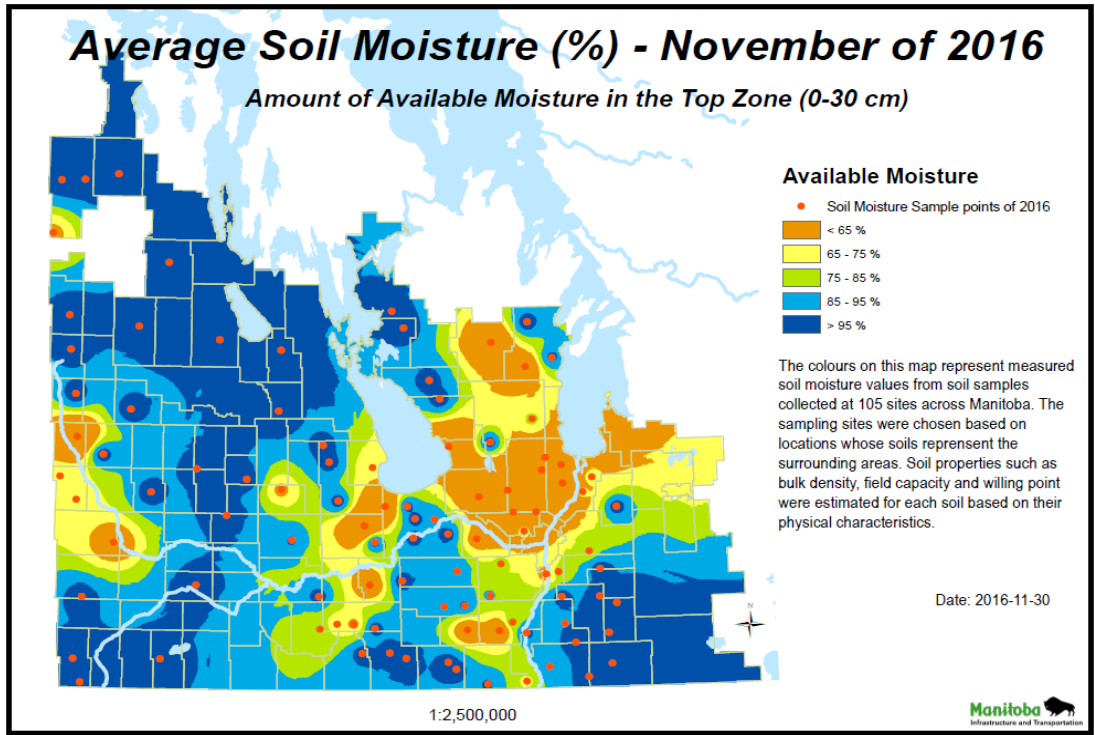 Average Soil Moisture (%) - November of 2016
Amount of Available Moisture in the Top Zone (0-30 cm)
Available Moisture
Soil Moisture Sample points of 2016
< 65 %
65 - 75 %
75 - 85 %
85 - 95 %
> 95 %
The colours on this map represent measured
soil moisture values from soil samples
collected at 105 sites across Manitoba. The
sampling sites were chosen based on
locations whose soils reprensent the
surrounding areas. Soil properties such as
bulk density, field capacity and willing point
were estimated for each soil based on their
physical characteristics.
Date: 2016-11-30
N
1:2,500,000
Manitoba
Infrastructure and Transportation